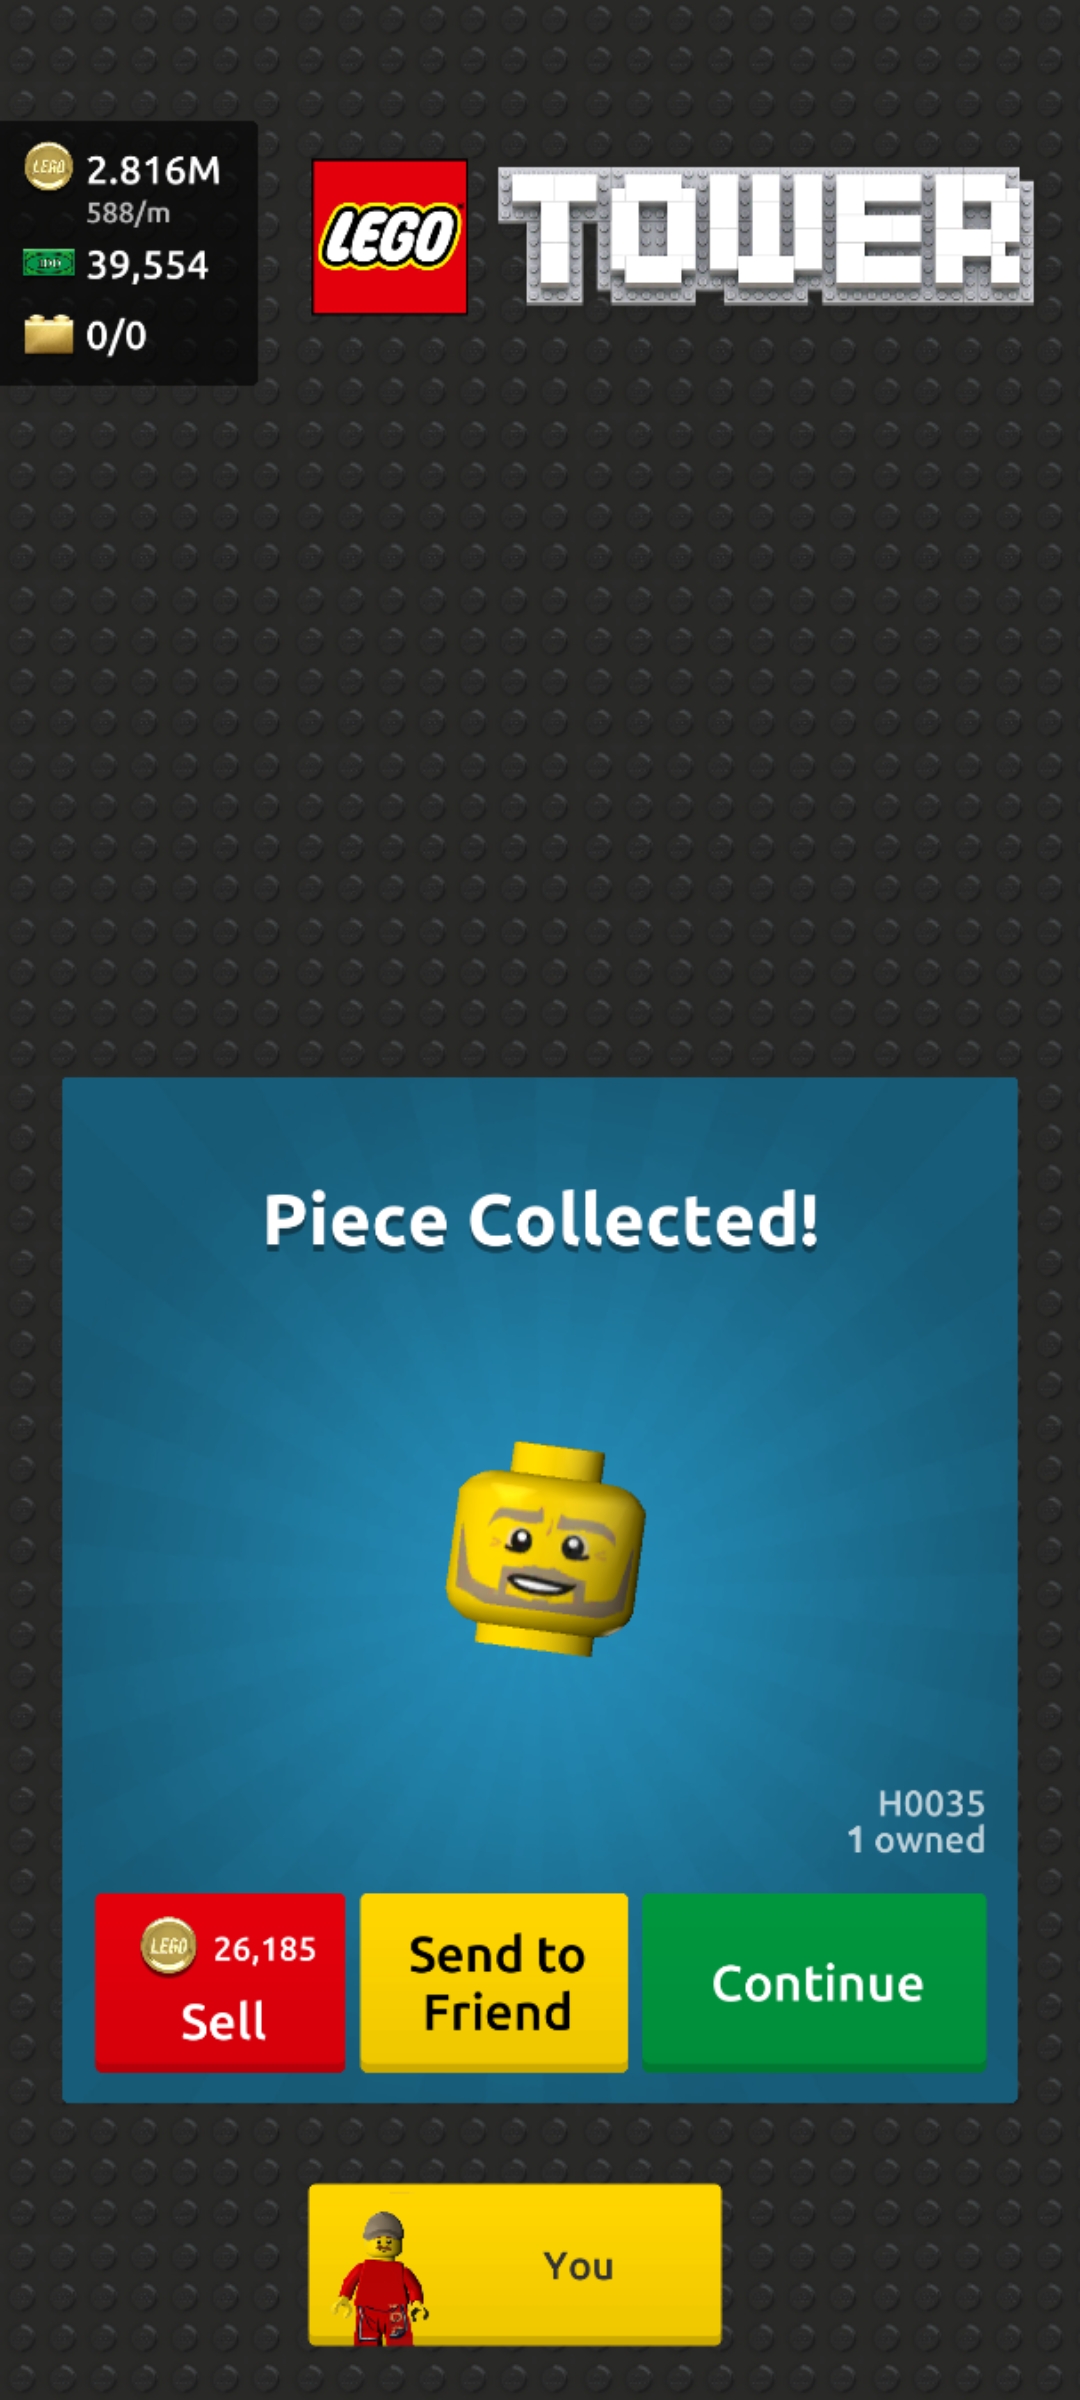 LEGO
2.816M
588/m
39,554
0/0
LEGO
TOWER
Piece Collected!
H0035
1 owned
LEGO
26,185
Sell
Send to
Friend
Continue
You